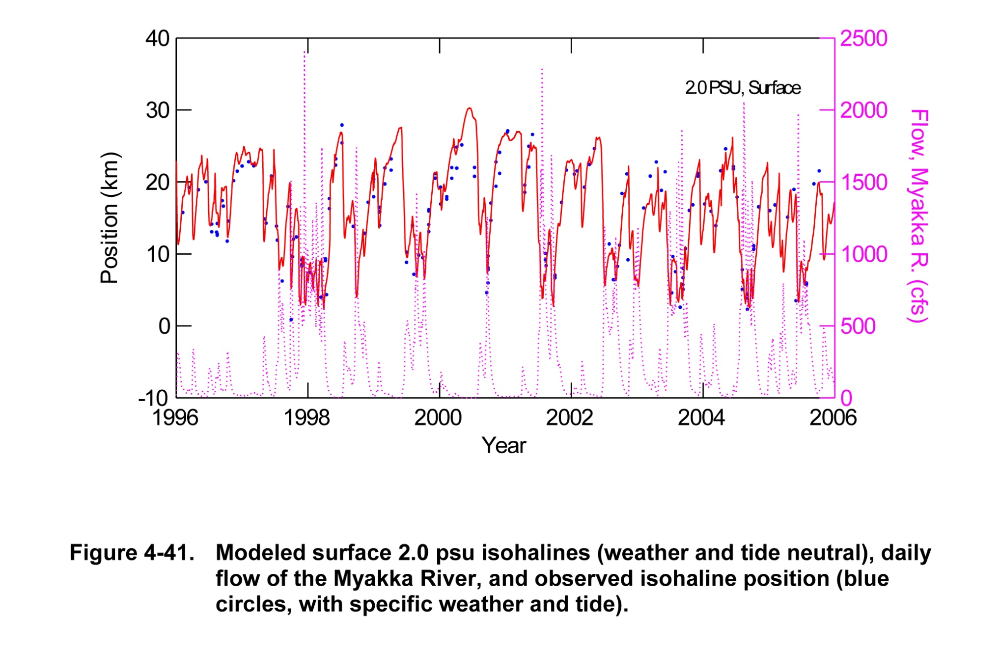 40
30
20
10
0
-10
Position (km)
2.0 PSU, Surface
2500
2000
1500
1000
500
0
Flow, Myakka R. (cfs)
1996 1998 2000 2002 2004 2006
Year
Figure 4-41. Modeled surface 2.0 psu isohalines (weather and tide neutral), daily
flow of the Myakka River, and observed isohaline position (blue
circles, with specific weather and tide).